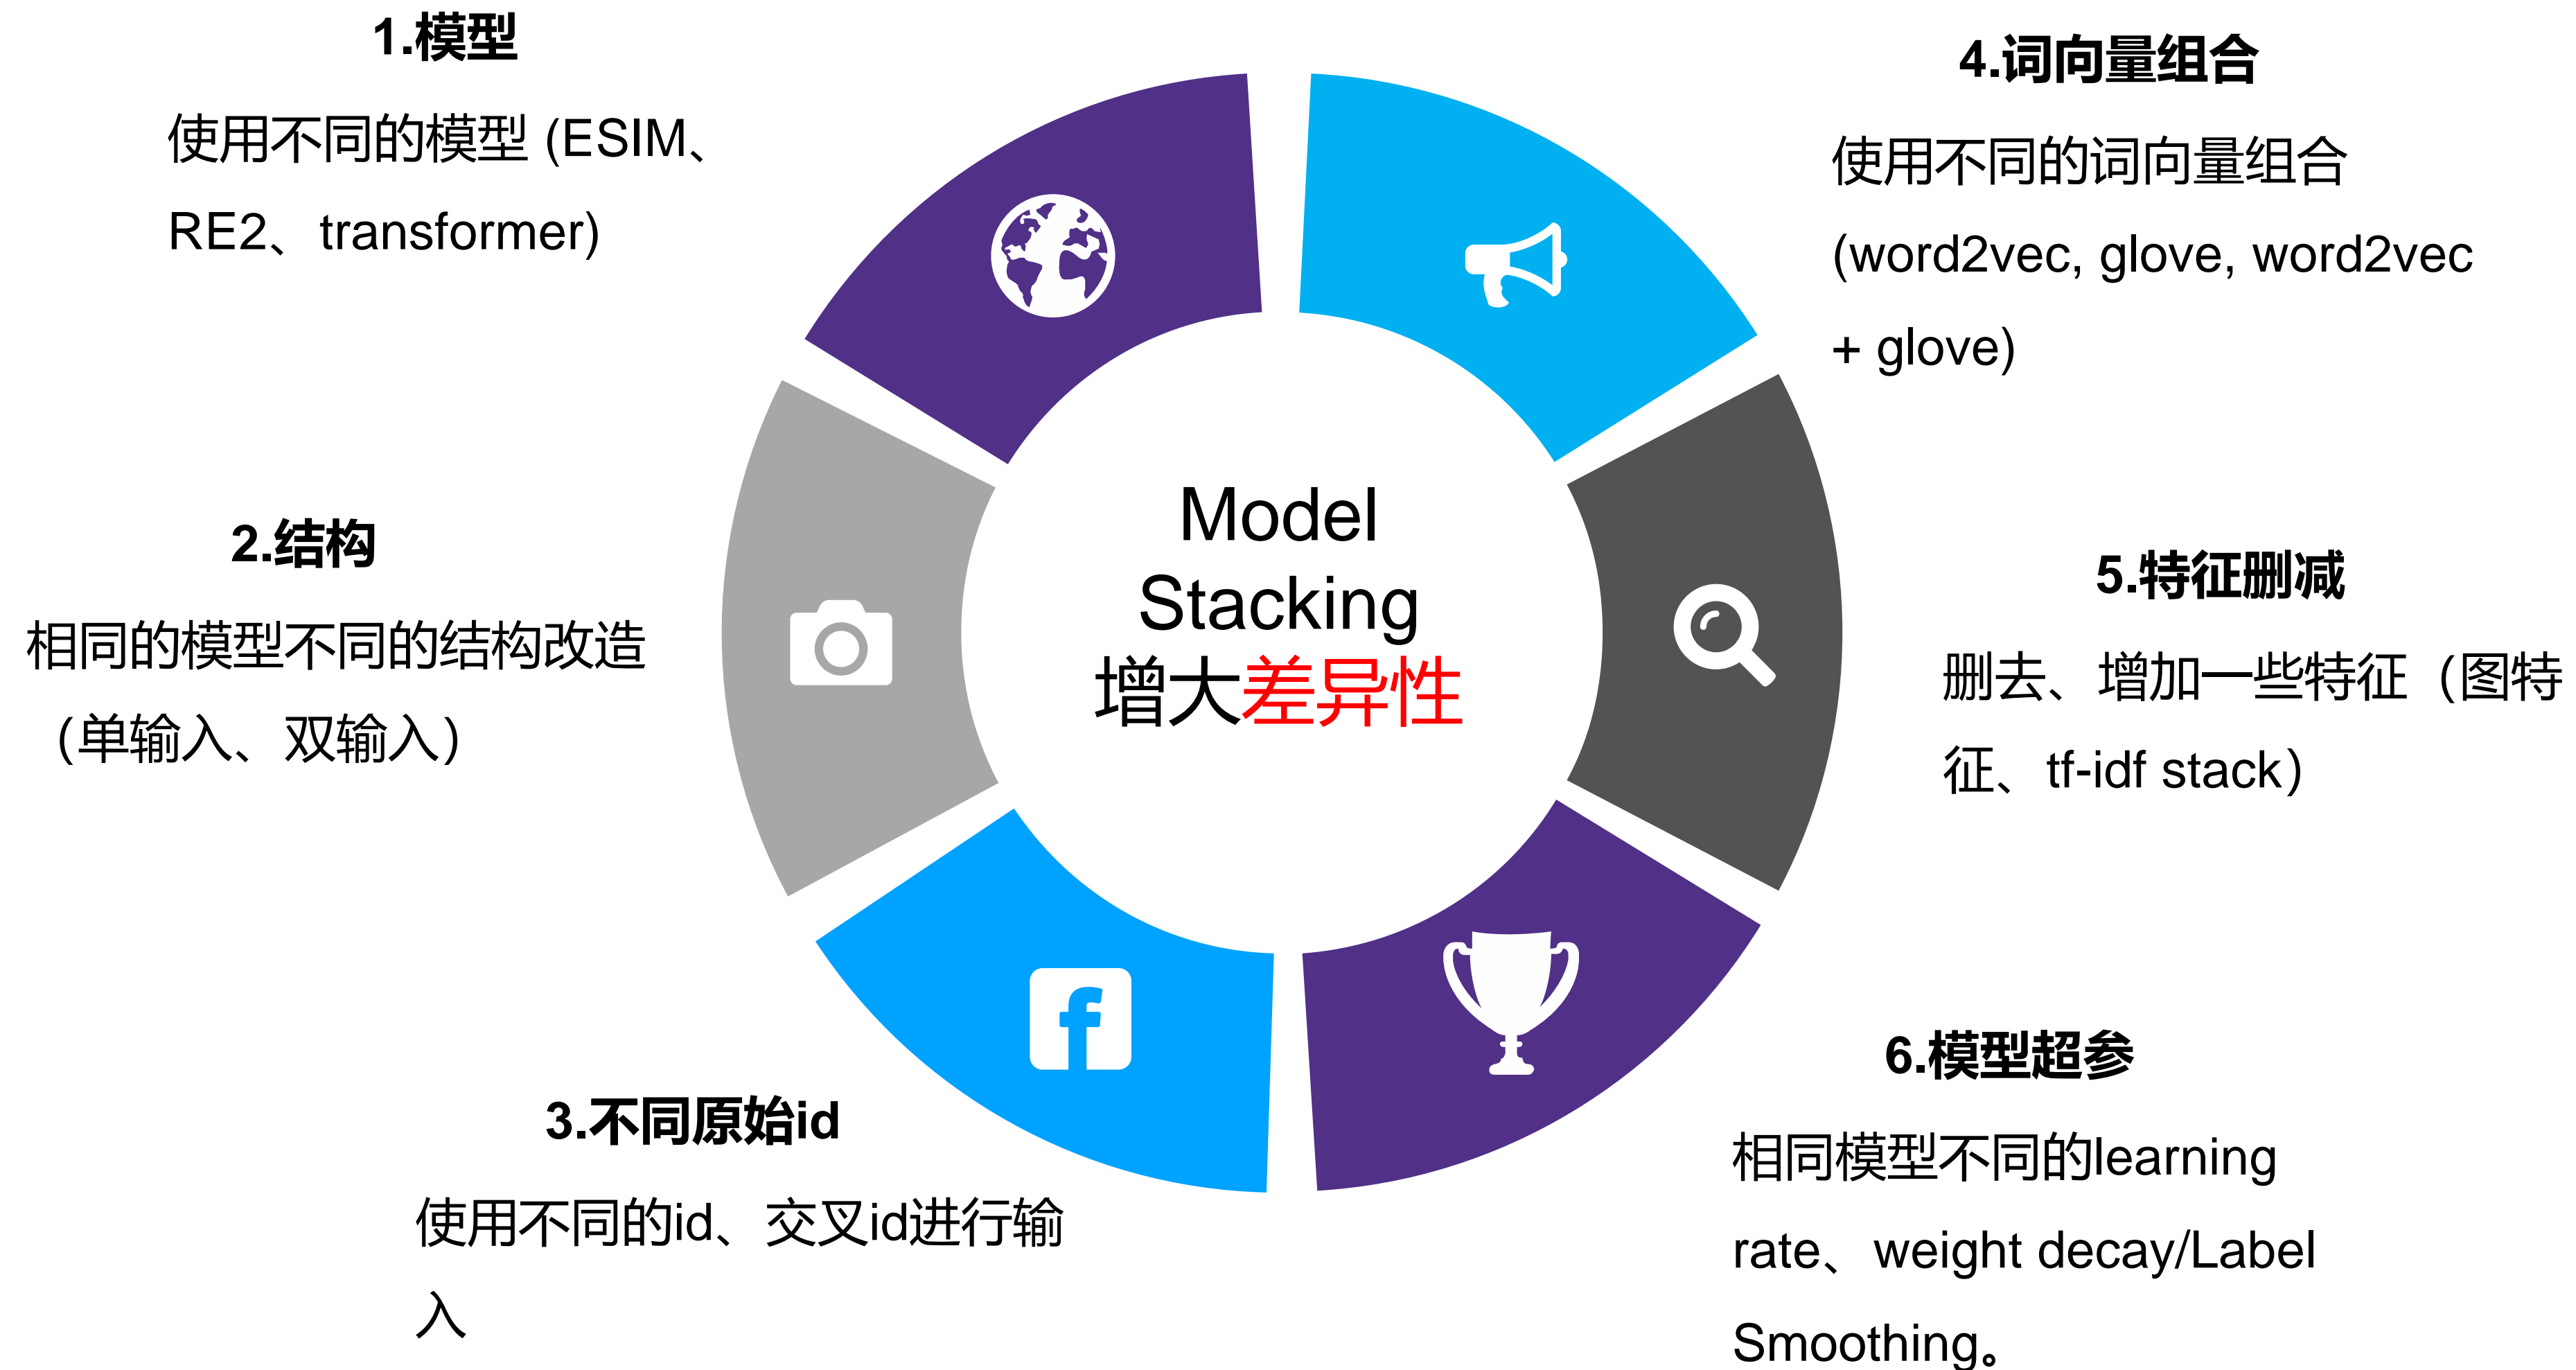 1.模型
使用不同的模型 (ESIM、
RE2、transformer)
2.结构
相同的模型不同的结构改造
（单输入、双输入）
3.不同原始id
使用不同的id、交叉id进行输
入
Model
Stacking
增大差异性
4.词向量组合
使用不同的词向量组合
(word2vec, glove, word2vec
+ glove)
5.特征删减
删去、增加一些特征（图特
征、tf-idf stack）
6.模型超参
相同模型不同的learning
rate、weight decay/Label
Smoothing。